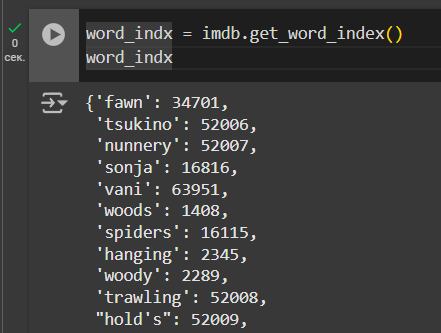 word_indx = imdb.get_word_index()
word_indx
0
сек.
{'fawn': 34701,
'tsukino': 52006,
'nunnery': 52007,
'sonja': 16816,
'vani': 63951,
'woods': 1408,
'spiders': 16115,
'hanging': 2345,
'woody': 2289,
'trawling': 52008,
"hold's": 52009,